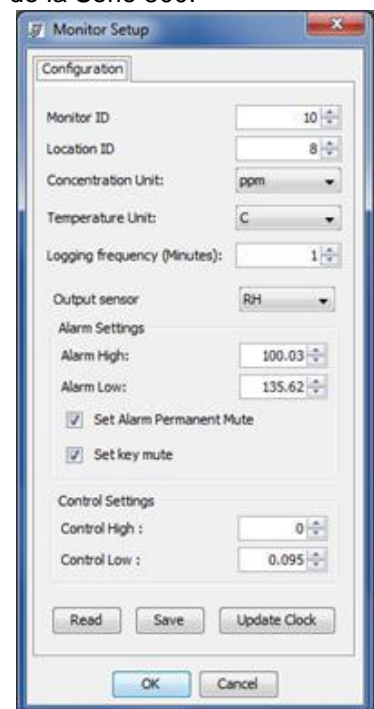 de la Serie 500.
Monitor Setup
Configuration
Monitor ID 10
Location ID 8
Concentration Unit: ppm
Temperature Unit: C
Logging frequency (Minutes): 1
Output sensor RH
Alarm Settings
Alarm High: 100.03
Alarm Low: 135.62
Set Alarm Permanent Mute
Set key mute
Control Settings
Control High : 0
Control Low : 0.095
Read Save Update Clock
OK Cancel